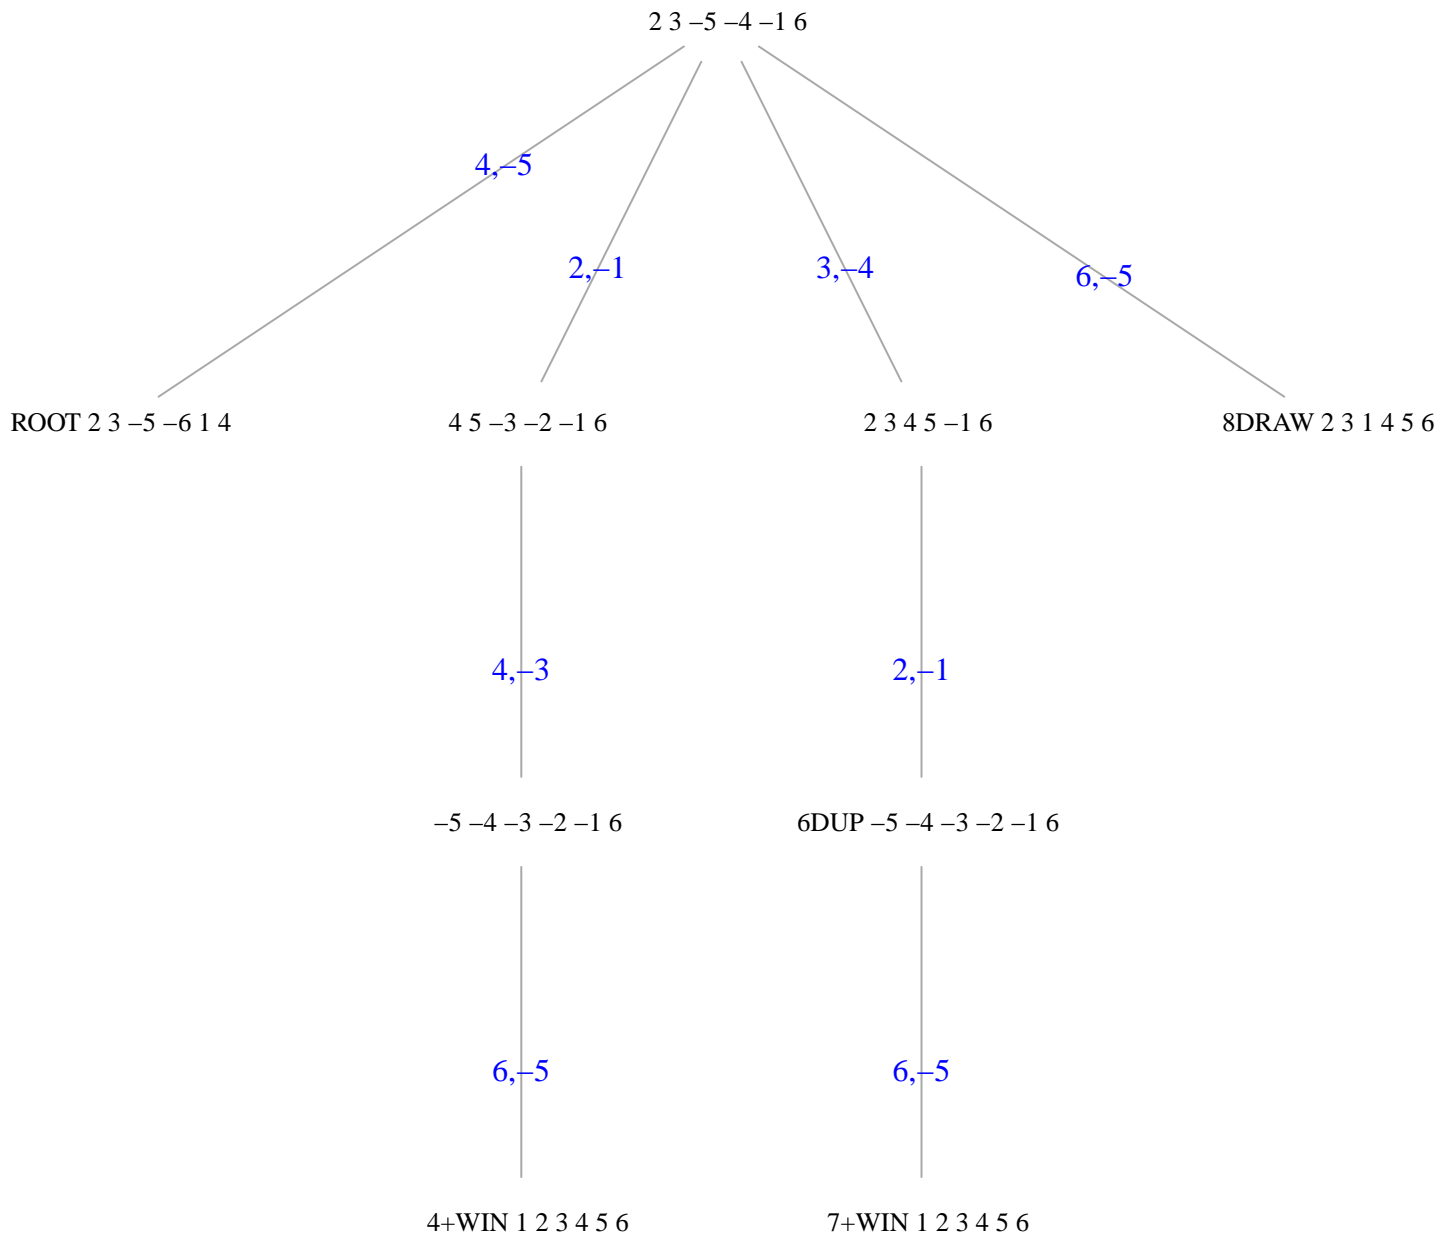 2 3 –5 –4 –1 6
4,–5
2,–1
3,–4
6,–5
ROOT 2 3 –5 –6 1 4
4 5 –3 –2 –1 6
2 3 4 5 –1 6
8DRAW 2 3 1 4 5 6
4,–3
2,–1
–5 –4 –3 –2 –1 6
6DUP –5 –4 –3 –2 –1 6
6,–5
6,–5
4+WIN 1 2 3 4 5 6
7+WIN 1 2 3 4 5 6